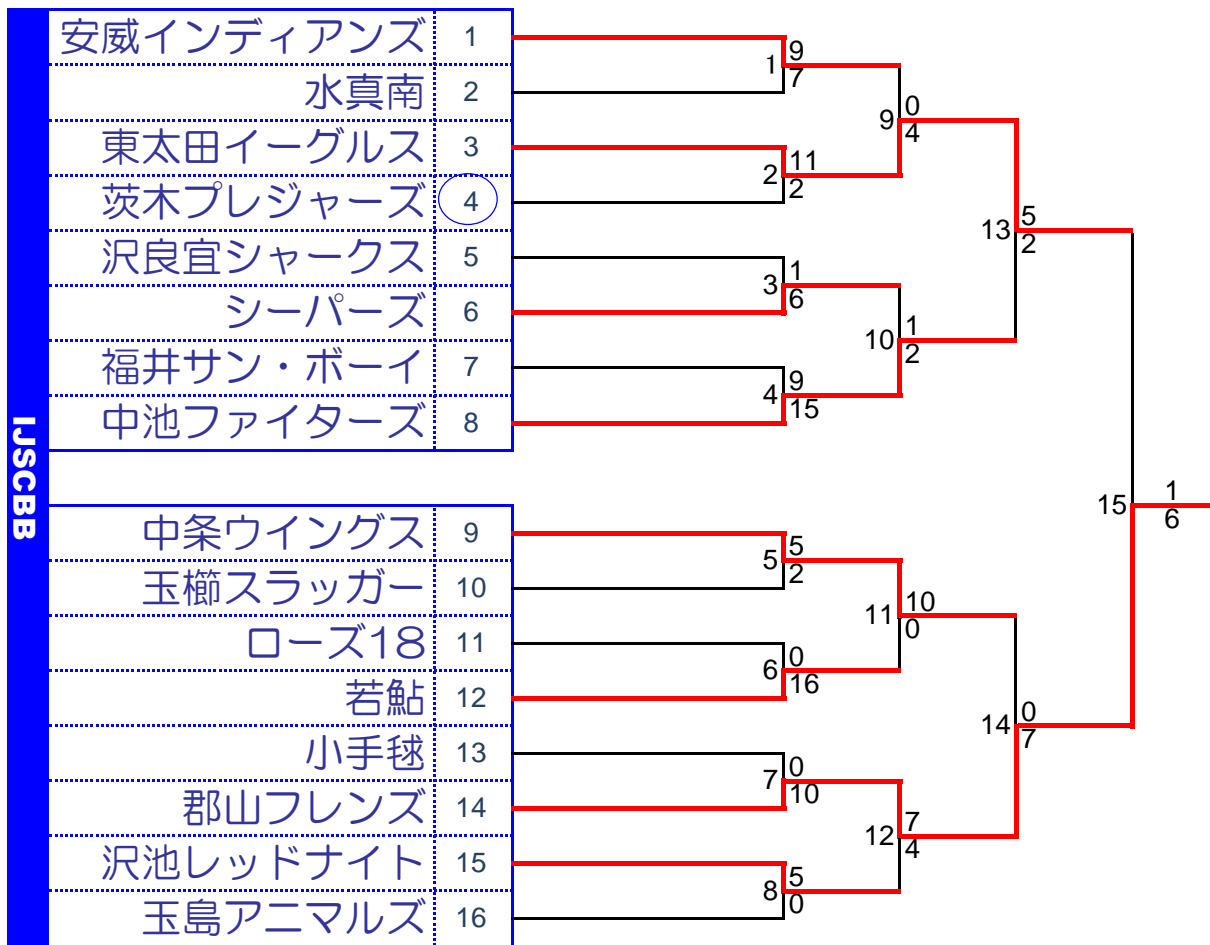 IJSCBB
安威インディアンズ 1
水真南 2
東太田イーグルス 3
茨木プレジャーズ 4
沢良宜シャークス 5
シーパーズ 6
福井サン・ボーイ 7
中池ファイターズ 8
中条ウイングス 9
玉櫛スラッガー 10
ローズ18 11
若鮎 12
小手毬 13
郡山フレンズ 14
沢池レッドナイト 15
玉島アニマルズ 16
1 9
7
2 11
2
3 1
6
4 9
15
5 5
2
6 0
16
7 0
10
8 5
0
9 0
4
10 1
2
11 10
0
12 7
4
13 5
2
14 0
7
15 1
6